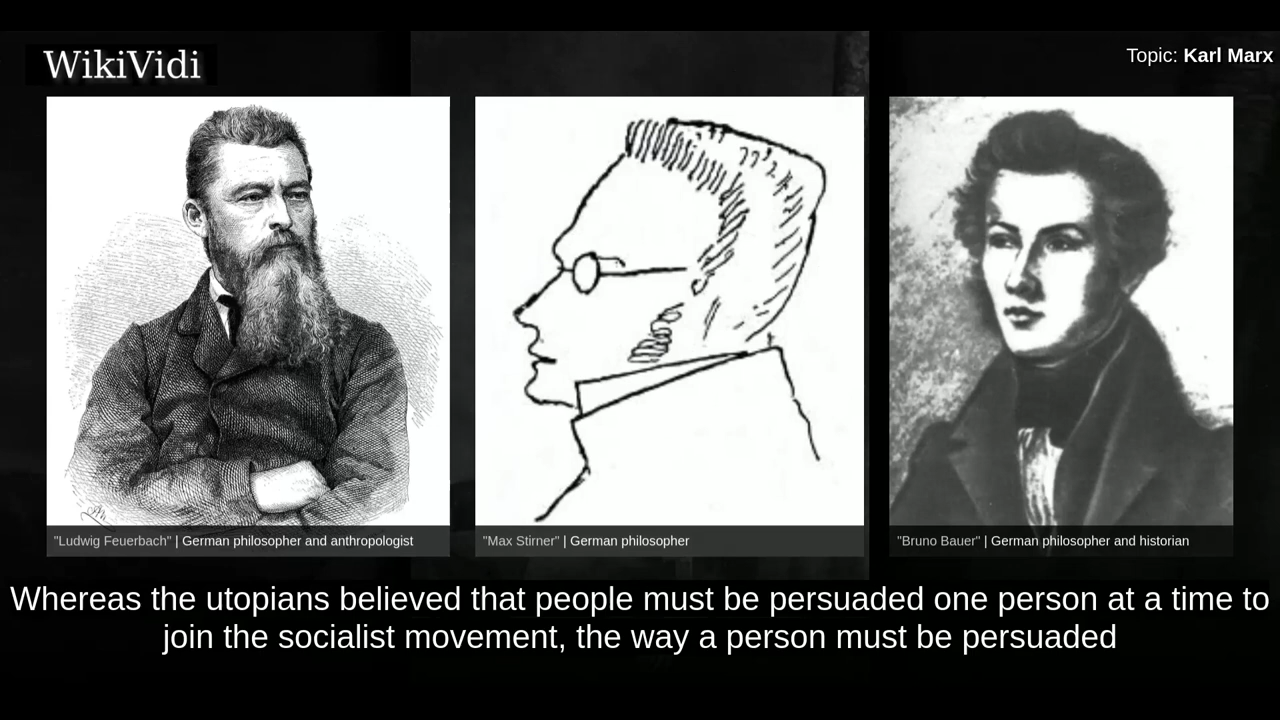 WikiVidi
Topic: Karl Marx
"Ludwig Feuerbach" | German philosopher and anthropologist
"Max Stirner" | German philosopher
"Bruno Bauer" | German philosopher and historian
Whereas the utopians believed that people must be persuaded one person at a time to
join the socialist movement, the way a person must be persuaded